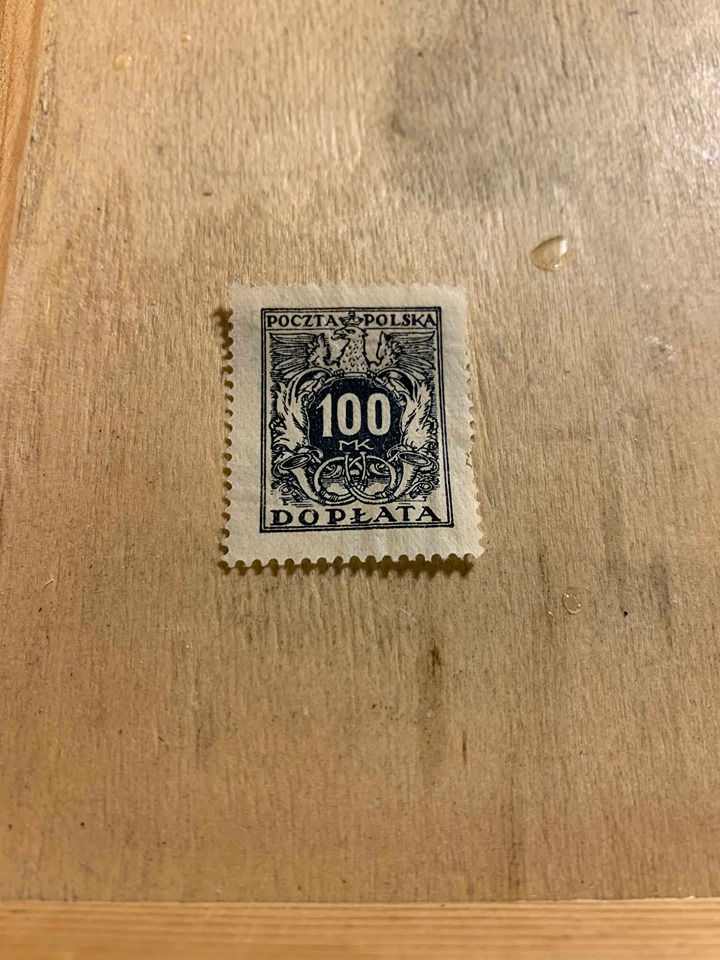 POCZTA POLSKA
100
MK
DOPŁATA